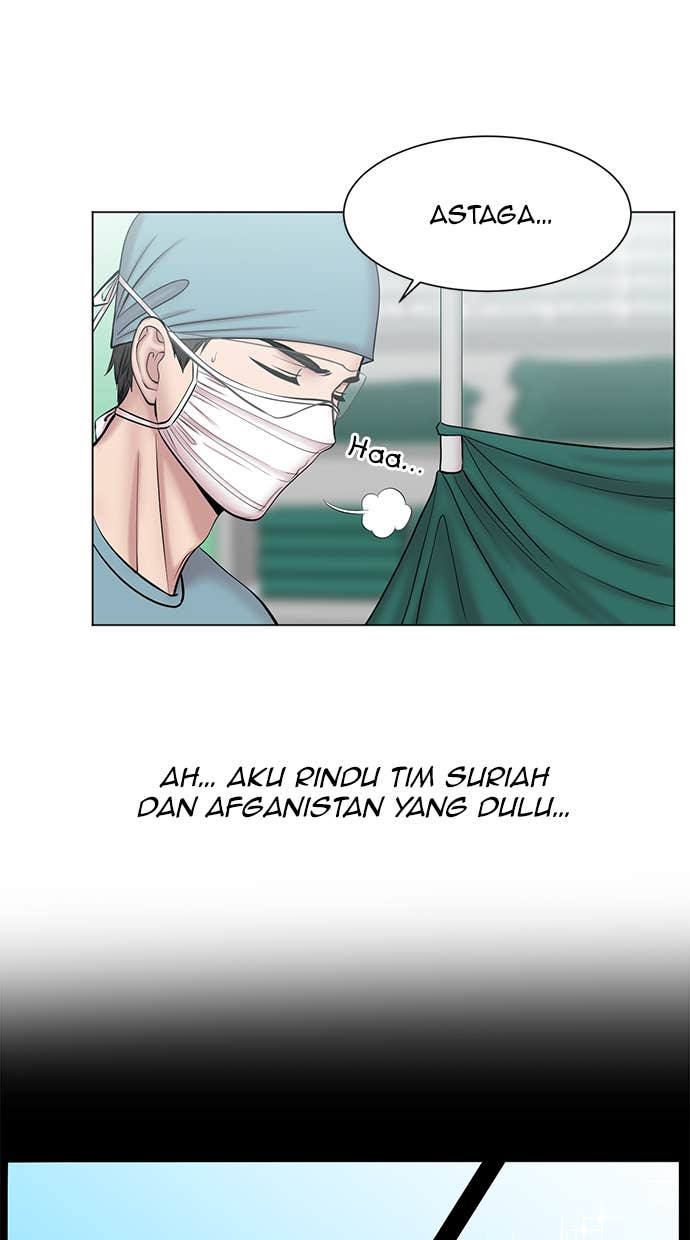 ASTAGA...
Haa...
AH... AKU RINDU TIM SURIAH
DAN AFGANISTAN YANG DULU...